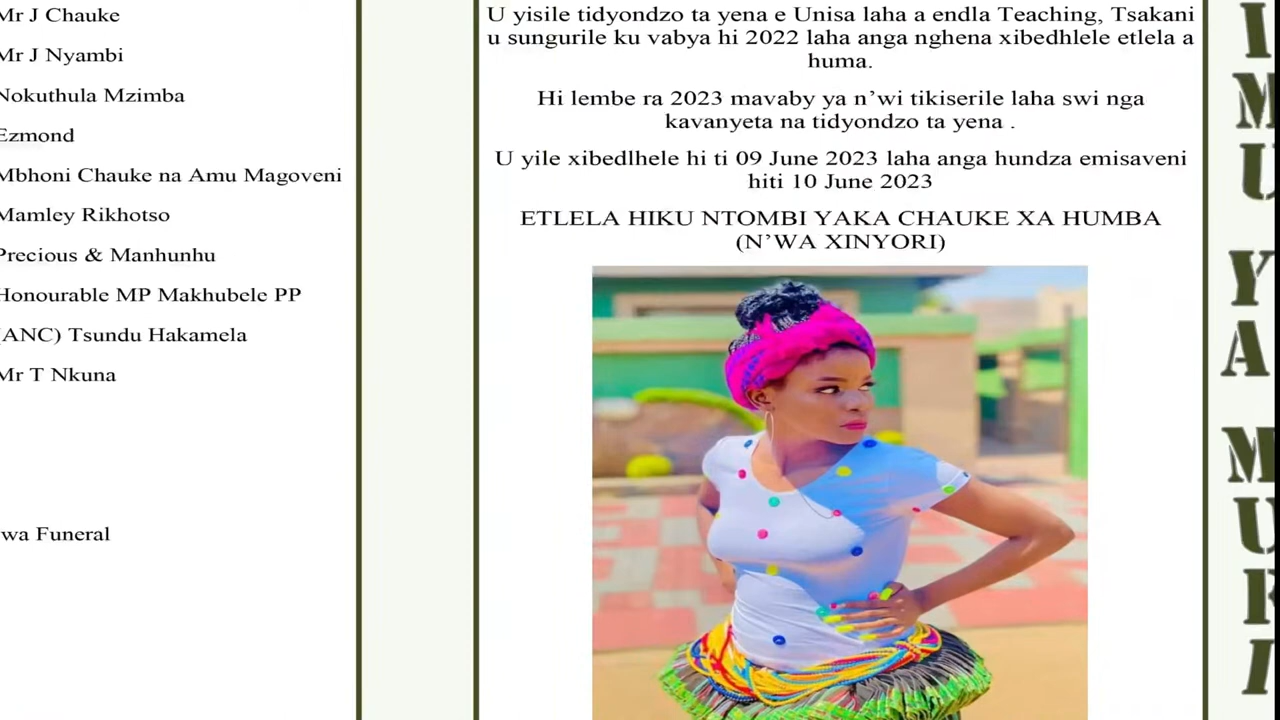 Mr J Chauke
Mr J Nyambi
Nokuthula Mzimba
Ezmond
Mbhoni Chauke na Amu Magoveni
Mamley Rikhotso
Precious & Manhunhu
Honourable MP Makhubele PP
(ANC) Tsundu Hakamela
Mr T Nkuna
wa Funeral
U yisile tidyondzo ta yena e Unisa laha a endla Teaching, Tsakani
u sungurile ku vabya hi 2022 laha anga nghena xibedhlele etlela a
huma.
Hi lembe ra 2023 mavaby ya n’wi tikiserile laha swi nga
kavanyeta na tidyondzo ta yena .
U yile xibedlhele hi ti 09 June 2023 laha anga hundza emisaveni
hiti 10 June 2023
ETLELA HIKU NTOMBI YAKA CHAUKE XA HUMBA
(N’WA XINYORI)
IMU YA MURI